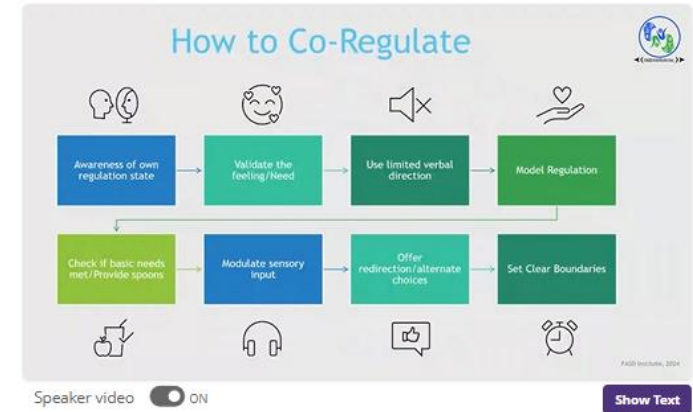 How to Co-Regulate
Awareness of own
regulation state
Validate the
feeling/Need
Use limited verbal
direction
Model Regulation
Check if basic needs
met/Provide spoons
Modulate sensory
input
Offer
redirection/alternate
choices
Set Clear Boundaries
FASD Institute, 2024
Speaker video
ON
Show Text